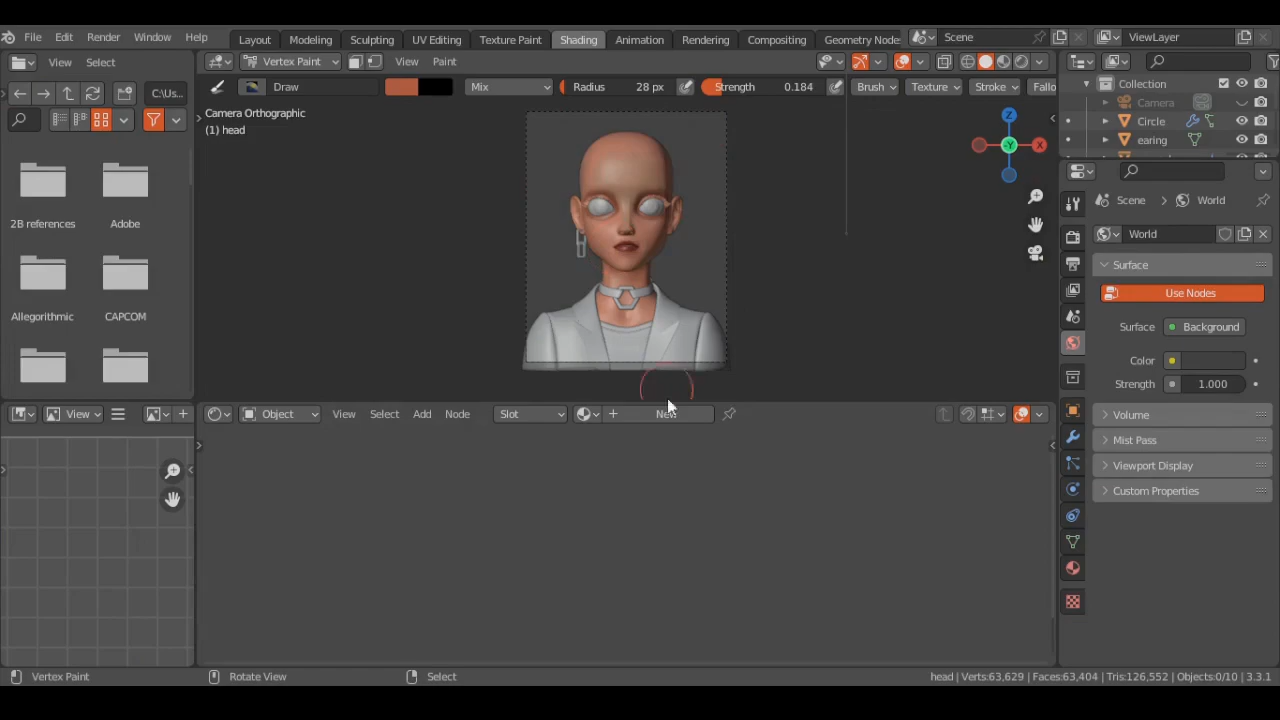 File Edit Render Window Help Layout Modeling Sculpting UV Editing Texture Paint Shading Animation Rendering Compositing Geometry Node Scene ViewLayer
View Select Vertex Paint View Paint
C:\Us... Draw Mix Radius 28 px Strength 0.184 Brush Texture Stroke Fallo
Collection
Camera
Circle
earing
Camera Orthographic
(1) head
Z
-Y
X
2B references Adobe
Allegorithmic CAPCOM
Scene World
World
Surface
Use Nodes
Surface Background
Color
Strength 1.000
Volume
Mist Pass
Viewport Display
Custom Properties
View Object View Select Add Node Slot New
Vertex Paint Rotate View Select head | Verts:63,629 | Faces:63,404 | Tris:126,552 | Objects:0/10 | 3.3.1